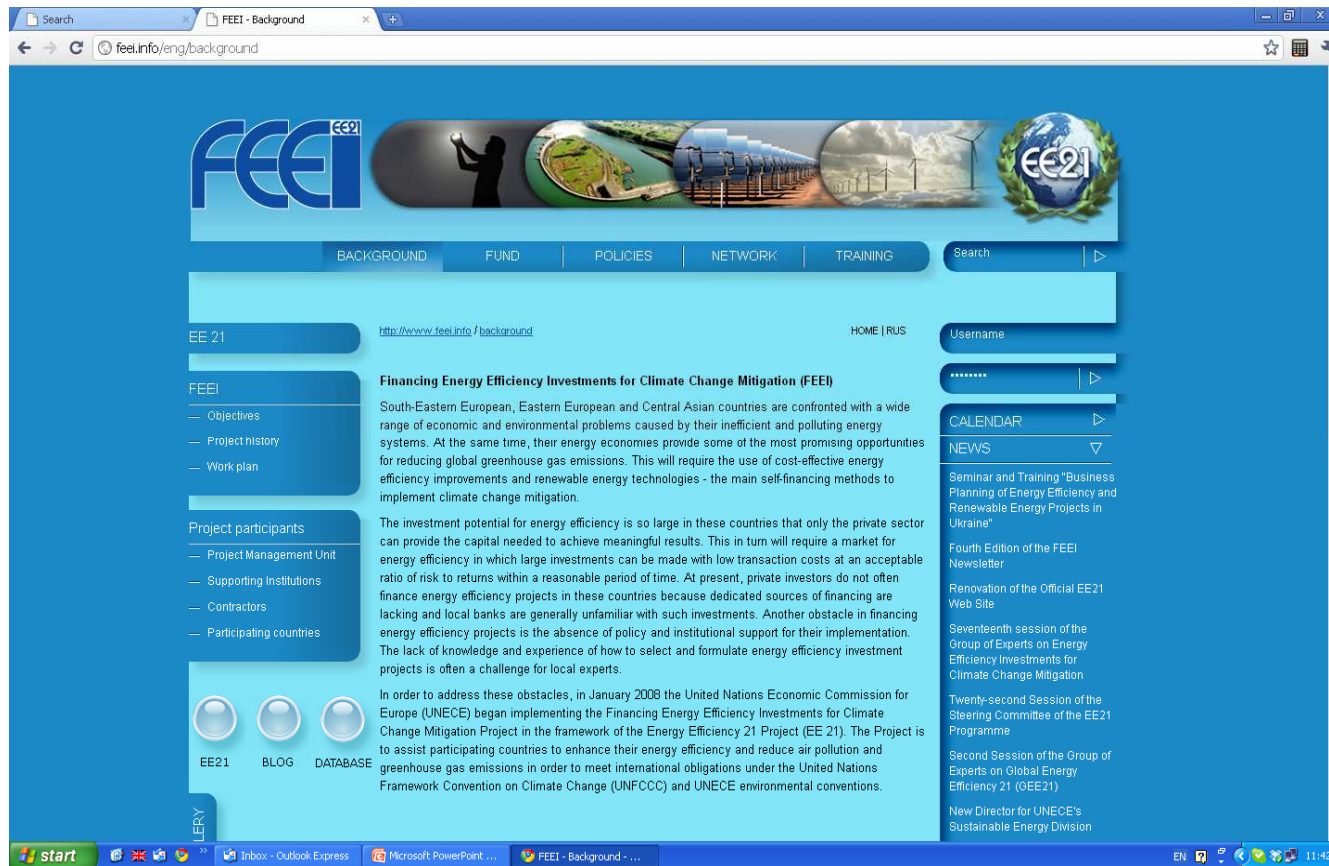 Search
FEEI - Background
feei.info/eng/background
FEEI
EE21
EE21
BACKGROUND
FUND
POLICIES
NETWORK
TRAINING
Search
EE 21
http://www.feei.info / background
HOME | RUS
Username
FEEI
Objectives
Project history
Work plan
Project participants
Project Management Unit
Supporting Institutions
Contractors
Participating countries
EE21
BLOG
DATABASE
LERY
Financing Energy Efficiency Investments for Climate Change Mitigation (FEEI)
South-Eastern European, Eastern European and Central Asian countries are confronted with a wide
range of economic and environmental problems caused by their inefficient and polluting energy
systems. At the same time, their energy economies provide some of the most promising opportunities
for reducing global greenhouse gas emissions. This will require the use of cost-effective energy
efficiency improvements and renewable energy technologies - the main self-financing methods to
implement climate change mitigation.
The investment potential for energy efficiency is so large in these countries that only the private sector
can provide the capital needed to achieve meaningful results. This in turn will require a market for
energy efficiency in which large investments can be made with low transaction costs at an acceptable
ratio of risk to returns within a reasonable period of time. At present, private investors do not often
finance energy efficiency projects in these countries because dedicated sources of financing are
lacking and local banks are generally unfamiliar with such investments. Another obstacle in financing
energy efficiency projects is the absence of policy and institutional support for their implementation.
The lack of knowledge and experience of how to select and formulate energy efficiency investment
projects is often a challenge for local experts.
In order to address these obstacles, in January 2008 the United Nations Economic Commission for
Europe (UNECE) began implementing the Financing Energy Efficiency Investments for Climate
Change Mitigation Project in the framework of the Energy Efficiency 21 Project (EE 21). The Project is
to assist participating countries to enhance their energy efficiency and reduce air pollution and
greenhouse gas emissions in order to meet international obligations under the United Nations
Framework Convention on Climate Change (UNFCCC) and UNECE environmental conventions.
CALENDAR
NEWS
Seminar and Training "Business
Planning of Energy Efficiency and
Renewable Energy Projects in
Ukraine"
Fourth Edition of the FEEI
Newsletter
Renovation of the Official EE21
Web Site
Seventeenth session of the
Group of Experts on Energy
Efficiency Investments for
Climate Change Mitigation
Twenty-second Session of the
Steering Committee of the EE21
Programme
Second Session of the Group of
Experts on Global Energy
Efficiency 21 (GEE21)
New Director for UNECE's
Sustainable Energy Division
start
Inbox - Outlook Express
Microsoft PowerPoint ...
FEEI - Background - ...
EN
11:42